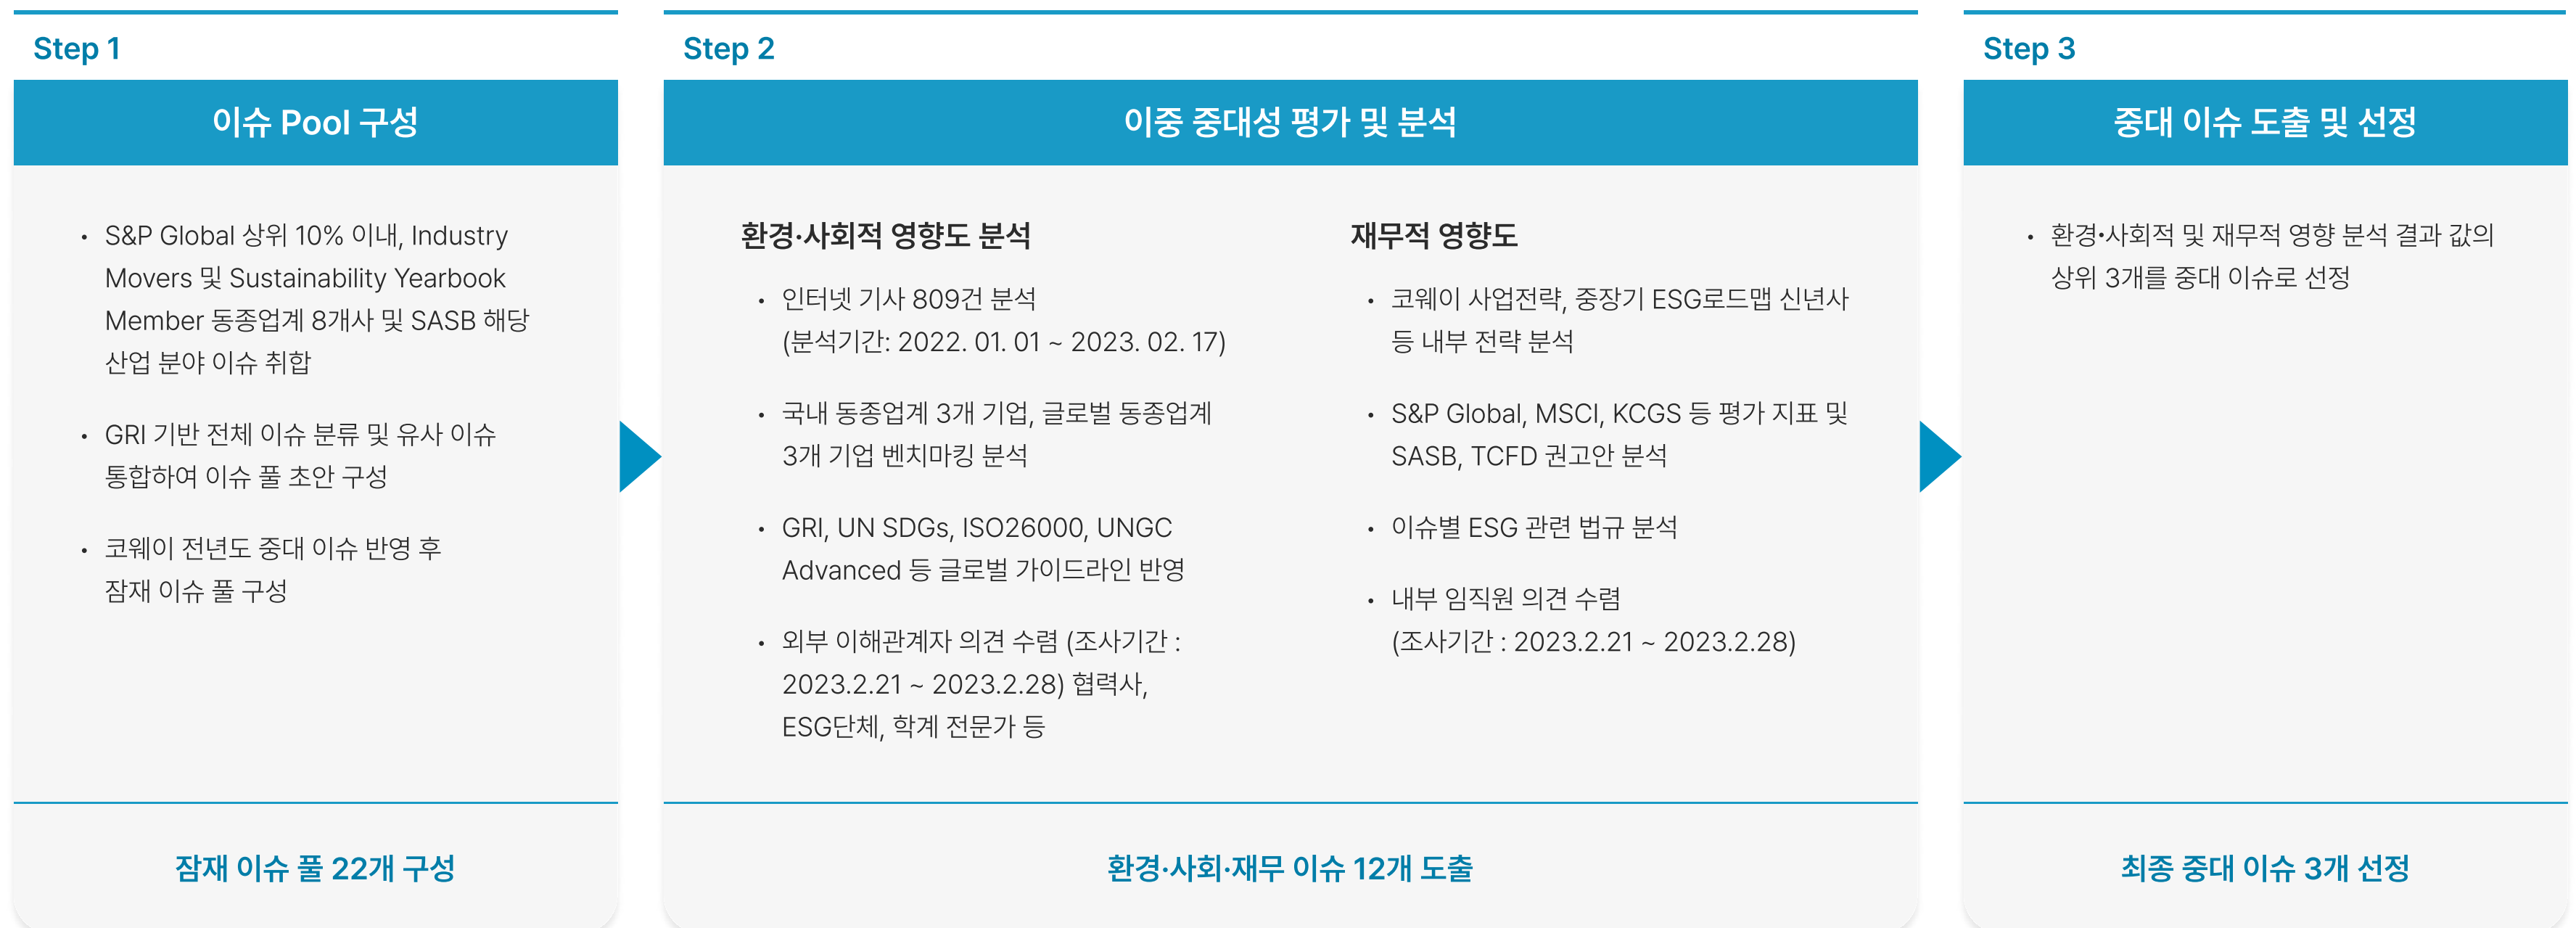 Step 1
이슈 Pool 구성
• S&P Global 상위 10% 이내, Industry
Movers 및 Sustainability Yearbook
Member 동종업계 8개사 및 SASB 해당
산업 분야 이슈 취합
• GRI 기반 전체 이슈 분류 및 유사 이슈
통합하여 이슈 풀 초안 구성
• 코웨이 전년도 중대 이슈 반영 후
잠재 이슈 풀 구성
잠재 이슈 풀 22개 구성
Step 2
이중 중대성 평가 및 분석
환경·사회적 영향도 분석
• 인터넷 기사 809건 분석
(분석기간: 2022. 01. 01 ~ 2023. 02. 17)
• 국내 동종업계 3개 기업, 글로벌 동종업계
3개 기업 벤치마킹 분석
• GRI, UN SDGs, ISO26000, UNGC
Advanced 등 글로벌 가이드라인 반영
• 외부 이해관계자 의견 수렴 (조사기간 :
2023.2.21 ~ 2023.2.28) 협력사,
ESG단체, 학계 전문가 등
재무적 영향도
• 코웨이 사업전략, 중장기 ESG로드맵 신년사
등 내부 전략 분석
• S&P Global, MSCI, KCGS 등 평가 지표 및
SASB, TCFD 권고안 분석
• 이슈별 ESG 관련 법규 분석
• 내부 임직원 의견 수렴
(조사기간 : 2023.2.21 ~ 2023.2.28)
환경·사회·재무 이슈 12개 도출
Step 3
중대 이슈 도출 및 선정
• 환경•사회적 및 재무적 영향 분석 결과 값의
상위 3개를 중대 이슈로 선정
최종 중대 이슈 3개 선정